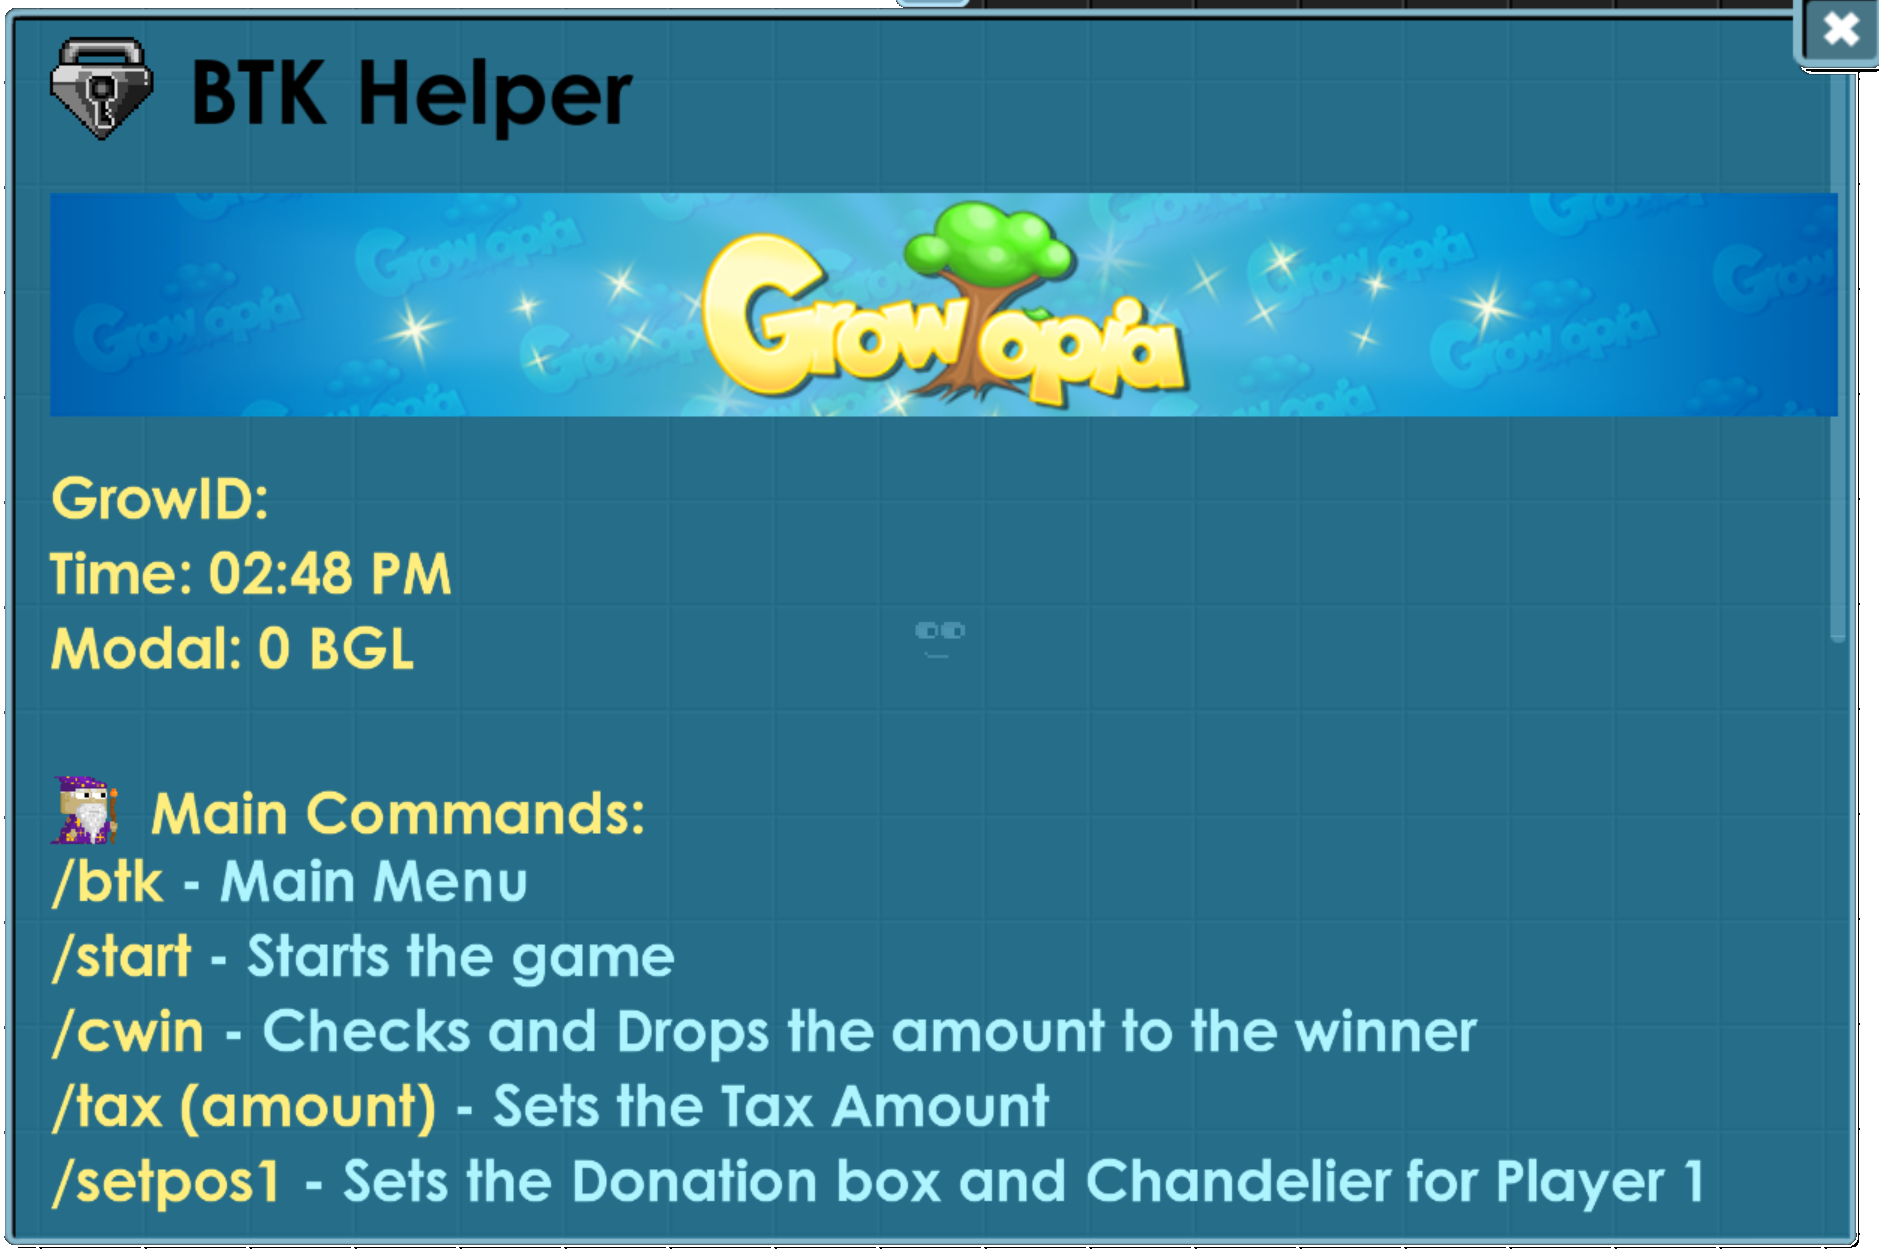 BTK Helper
Growtopia
GrowID:
Time: 02:48 PM
Modal: 0 BGL
Main Commands:
/btk - Main Menu
/start - Starts the game
/cwin - Checks and Drops the amount to the winner
/tax (amount) - Sets the Tax Amount
/setpos1 - Sets the Donation box and Chandelier for Player 1